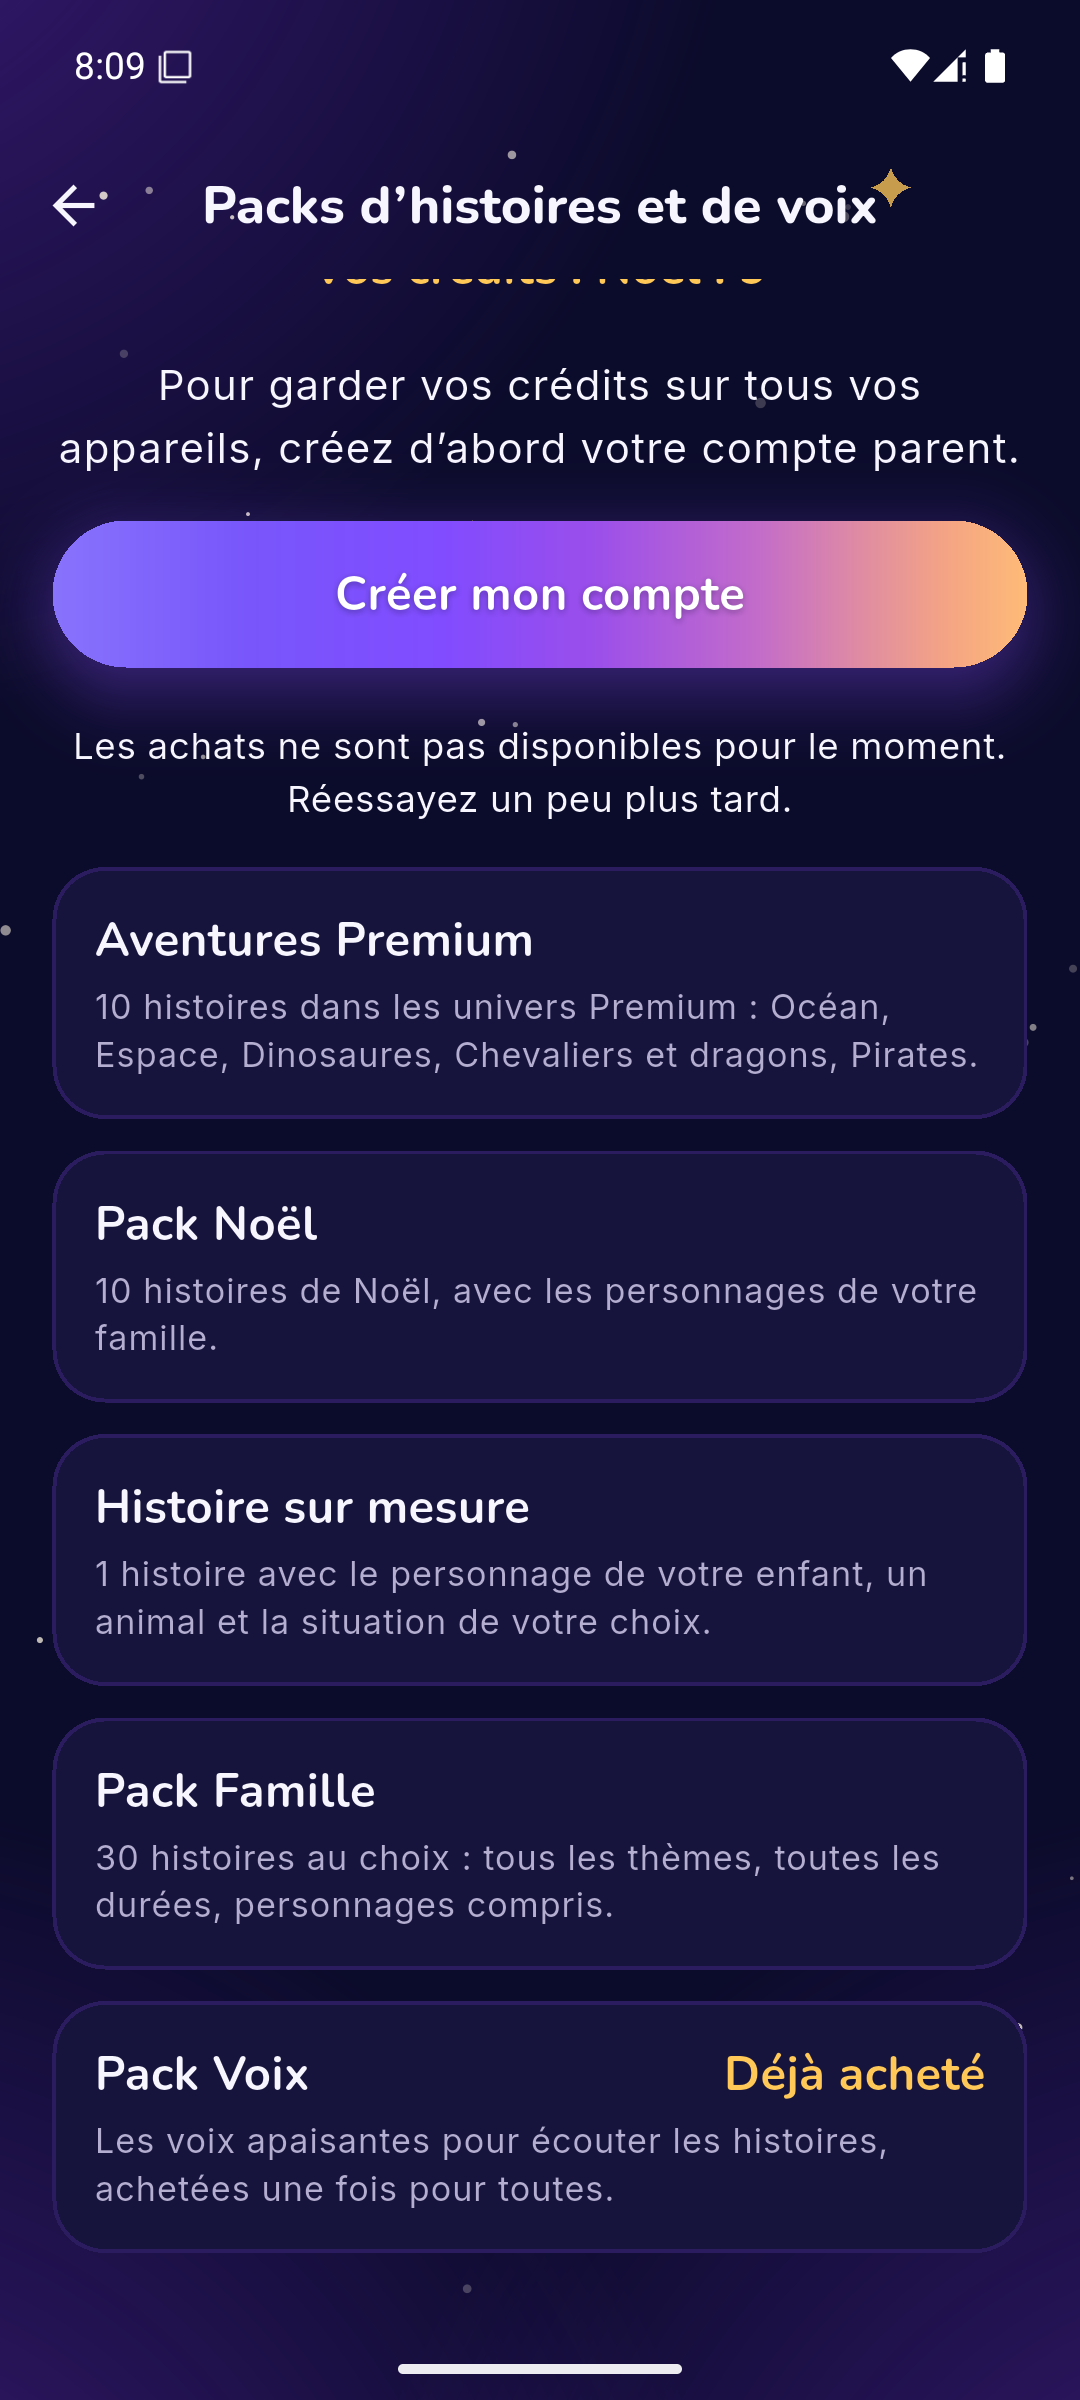 8:09
Packs d’histoires et de voix
Pour garder vos crédits sur tous vos
appareils, créez d’abord votre compte parent.
Créer mon compte
Les achats ne sont pas disponibles pour le moment.
Réessayez un peu plus tard.
Aventures Premium
10 histoires dans les univers Premium : Océan,
Espace, Dinosaures, Chevaliers et dragons, Pirates.
Pack Noël
10 histoires de Noël, avec les personnages de votre
famille.
Histoire sur mesure
1 histoire avec le personnage de votre enfant, un
animal et la situation de votre choix.
Pack Famille
30 histoires au choix : tous les thèmes, toutes les
durées, personnages compris.
Pack Voix
Déjà acheté
Les voix apaisantes pour écouter les histoires,
achetées une fois pour toutes.